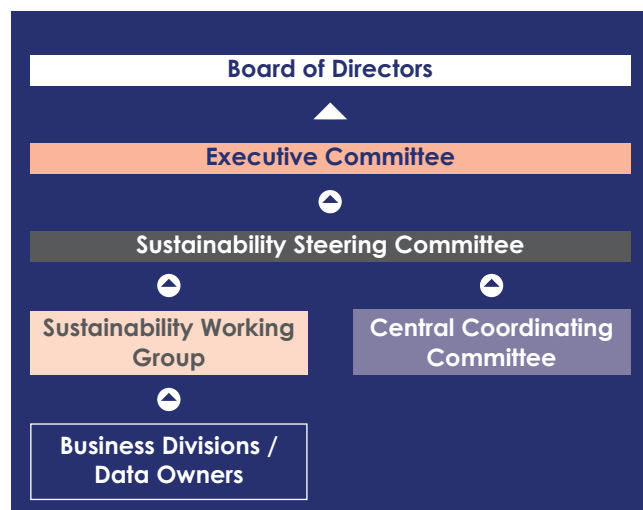 Board of Directors
Executive Committee
Sustainability Steering Committee
Sustainability Working
Group
Central Coordinating
Committee
Business Divisions /
Data Owners